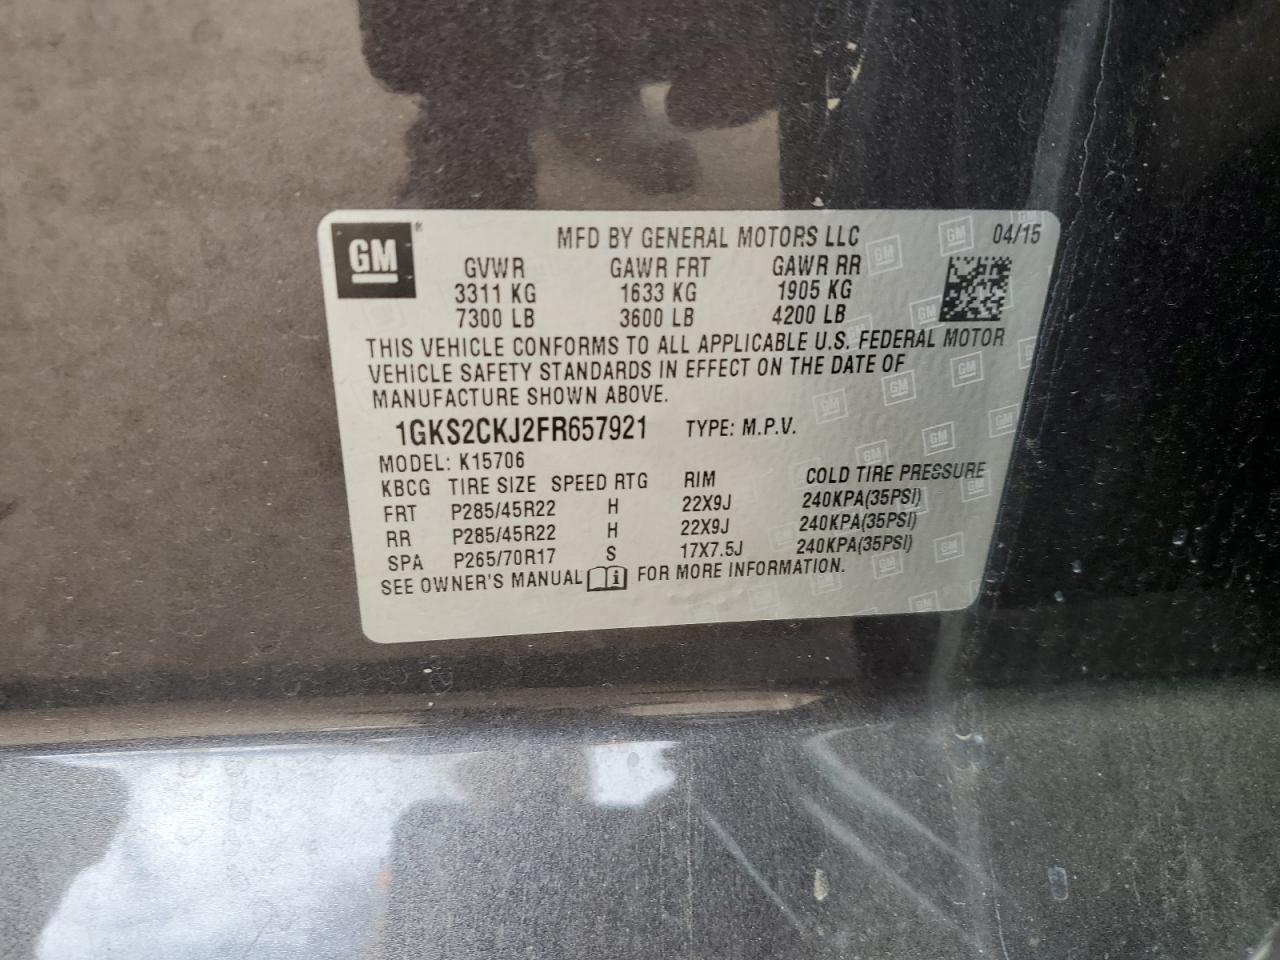 GM ®
MFD BY GENERAL MOTORS LLC 04/15
GVWR GAWR FRT GAWR RR
3311 KG 1633 KG 1905 KG
7300 LB 3600 LB 4200 LB
THIS VEHICLE CONFORMS TO ALL APPLICABLE U.S. FEDERAL MOTOR
VEHICLE SAFETY STANDARDS IN EFFECT ON THE DATE OF
MANUFACTURE SHOWN ABOVE.
1GKS2CKJ2FR657921 TYPE: M.P.V.
MODEL: K15706
KBCG TIRE SIZE SPEED RTG RIM COLD TIRE PRESSURE
FRT P285/45R22 H 22X9J 240KPA(35PSI)
RR P285/45R22 H 22X9J 240KPA(35PSI)
SPA P265/70R17 S 17X7.5J 240KPA(35PSI)
SEE OWNER'S MANUAL i FOR MORE INFORMATION.